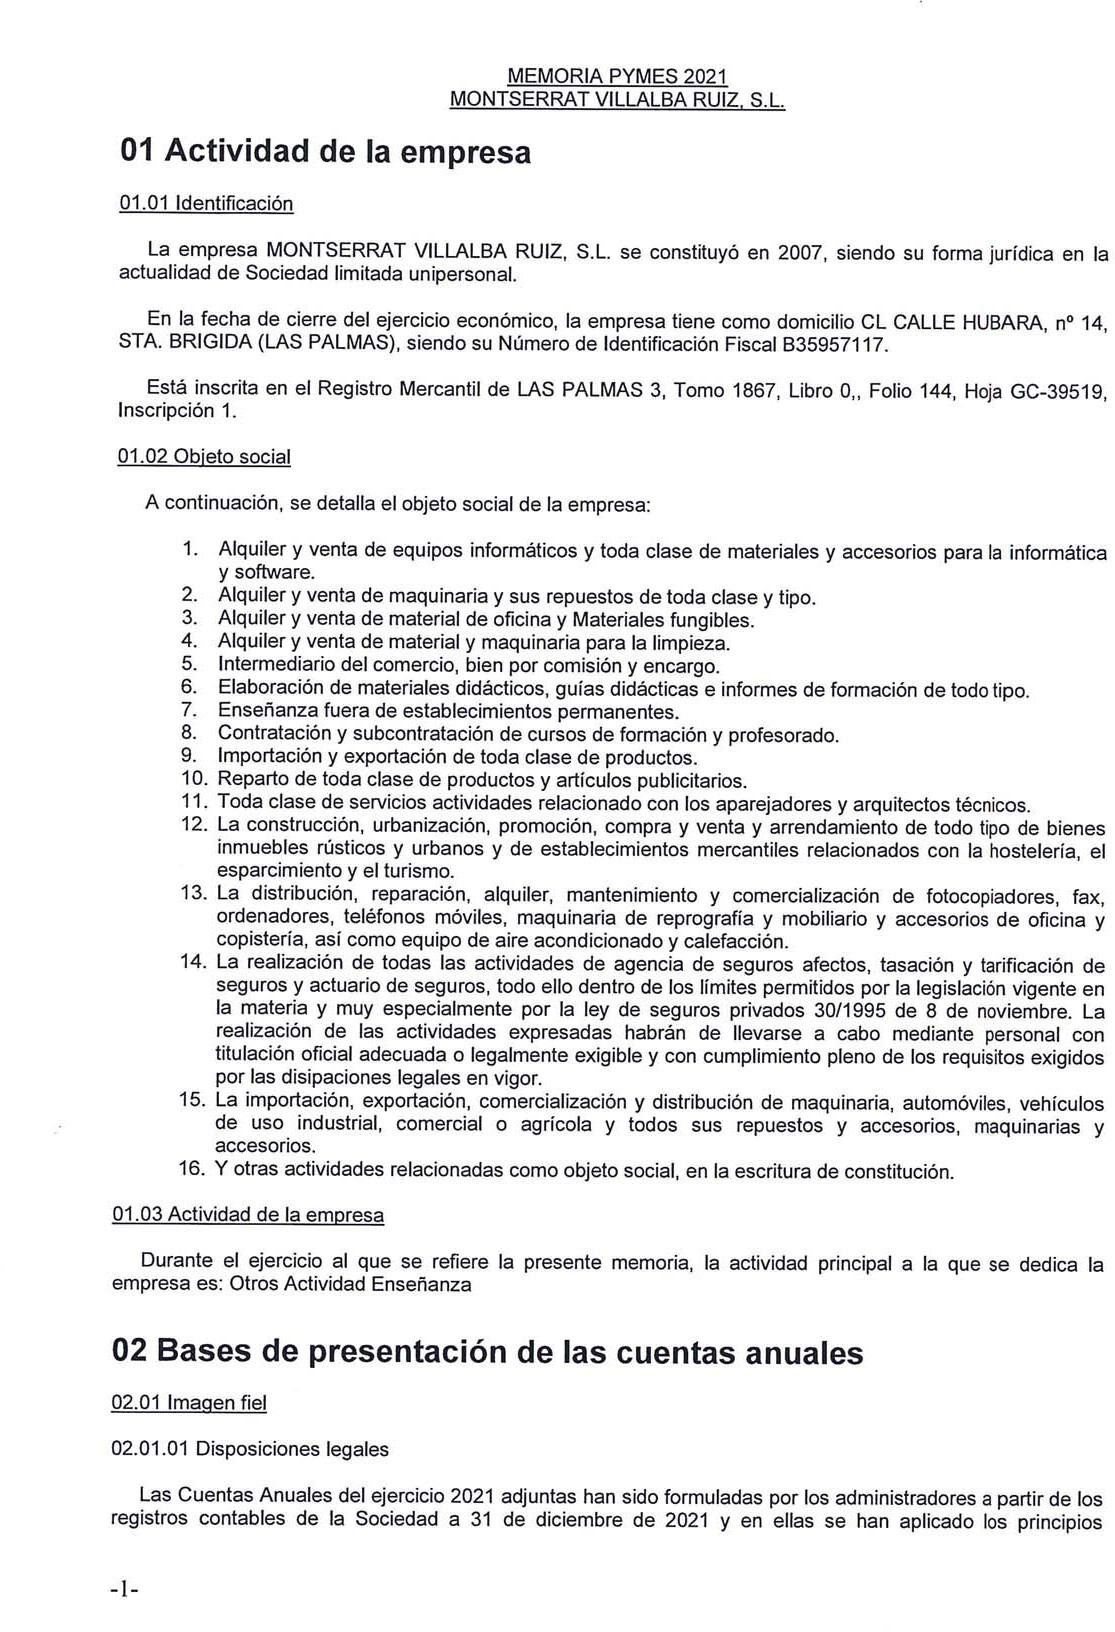 MEMORIA PYMES 2021
MONTSERRAT VILLALBA RUIZ, S.L.
01 Actividad de la empresa
01.01 Identificación
La empresa MONTSERRAT VILLALBA RUIZ, S.L. se constituyó en 2007, siendo su forma jurídica en la
actualidad de Sociedad limitada unipersonal.
En la fecha de cierre del ejercicio económico, la empresa tiene como domicilio CL CALLE HUBARA, nº 14,
STA. BRIGIDA (LAS PALMAS), siendo su Número de Identificación Fiscal B35957117.
Está inscrita en el Registro Mercantil de LAS PALMAS 3, Tomo 1867, Libro 0,, Folio 144, Hoja GC-39519,
Inscripción 1.
01.02 Objeto social
A continuación, se detalla el objeto social de la empresa:
1. Alquiler y venta de equipos informáticos y toda clase de materiales y accesorios para la informática
y software.
2. Alquiler y venta de maquinaria y sus repuestos de toda clase y tipo.
3. Alquiler y venta de material de oficina y Materiales fungibles.
4. Alquiler y venta de material y maquinaria para la limpieza.
5. Intermediario del comercio, bien por comisión y encargo.
6. Elaboración de materiales didácticos, guías didácticas e informes de formación de todo tipo.
7. Enseñanza fuera de establecimientos permanentes.
8. Contratación y subcontratación de cursos de formación y profesorado.
9. Importación y exportación de toda clase de productos.
10. Reparto de toda clase de productos y artículos publicitarios.
11. Toda clase de servicios actividades relacionado con los aparejadores y arquitectos técnicos.
12. La construcción, urbanización, promoción, compra y venta y arrendamiento de todo tipo de bienes
inmuebles rústicos y urbanos y de establecimientos mercantiles relacionados con la hostelería, el
esparcimiento y el turismo.
13. La distribución, reparación, alquiler, mantenimiento y comercialización de fotocopiadores, fax,
ordenadores, teléfonos móviles, maquinaria de reprografía y mobiliario y accesorios de oficina y
copistería, así como equipo de aire acondicionado y calefacción.
14. La realización de todas las actividades de agencia de seguros afectos, tasación y tarificación de
seguros y actuario de seguros, todo ello dentro de los límites permitidos por la legislación vigente en
la materia y muy especialmente por la ley de seguros privados 30/1995 de 8 de noviembre. La
realización de las actividades expresadas habrán de llevarse a cabo mediante personal con
titulación oficial adecuada o legalmente exigible y con cumplimiento pleno de los requisitos exigidos
por las disipaciones legales en vigor.
15. La importación, exportación, comercialización y distribución de maquinaria, automóviles, vehículos
de uso industrial, comercial o agrícola y todos sus repuestos y accesorios, maquinarias y
accesorios.
16. Y otras actividades relacionadas como objeto social, en la escritura de constitución.
01.03 Actividad de la empresa
Durante el ejercicio al que se refiere la presente memoria, la actividad principal a la que se dedica la
empresa es: Otros Actividad Enseñanza
02 Bases de presentación de las cuentas anuales
02.01 Imagen fiel
02.01.01 Disposiciones legales
Las Cuentas Anuales del ejercicio 2021 adjuntas han sido formuladas por los administradores a partir de los
registros contables de la Sociedad a 31 de diciembre de 2021 y en ellas se han aplicado los principios
-1-